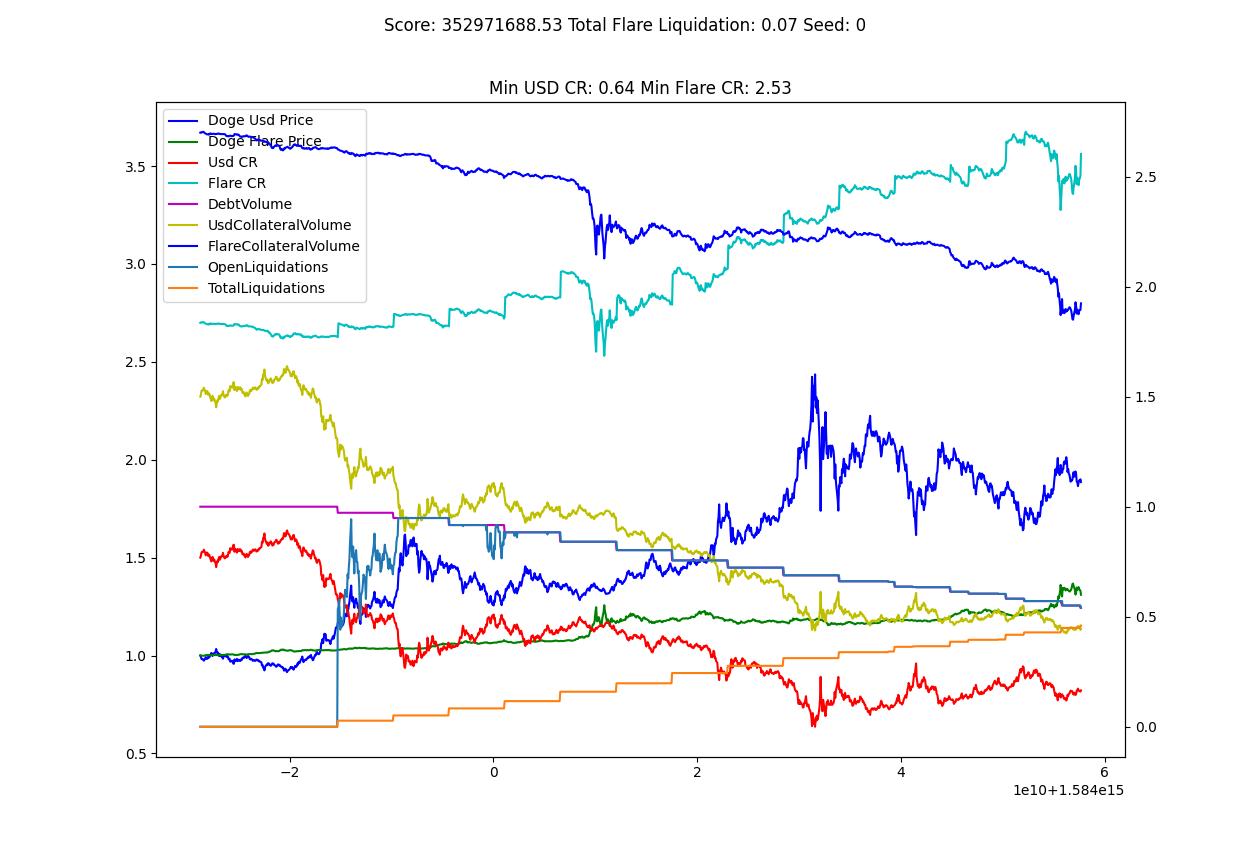 Score: 352971688.53 Total Flare Liquidation: 0.07 Seed: 0
Min USD CR: 0.64 Min Flare CR: 2.53
Doge Usd Price
Doge Flare Price
Usd CR
Flare CR
DebtVolume
UsdCollateralVolume
FlareCollateralVolume
OpenLiquidations
TotalLiquidations
3.5
3.0
2.5
2.0
1.5
1.0
0.5
2.5
2.0
1.5
1.0
0.5
0.0
−2 0 2 4 6
1e10+1.584e15